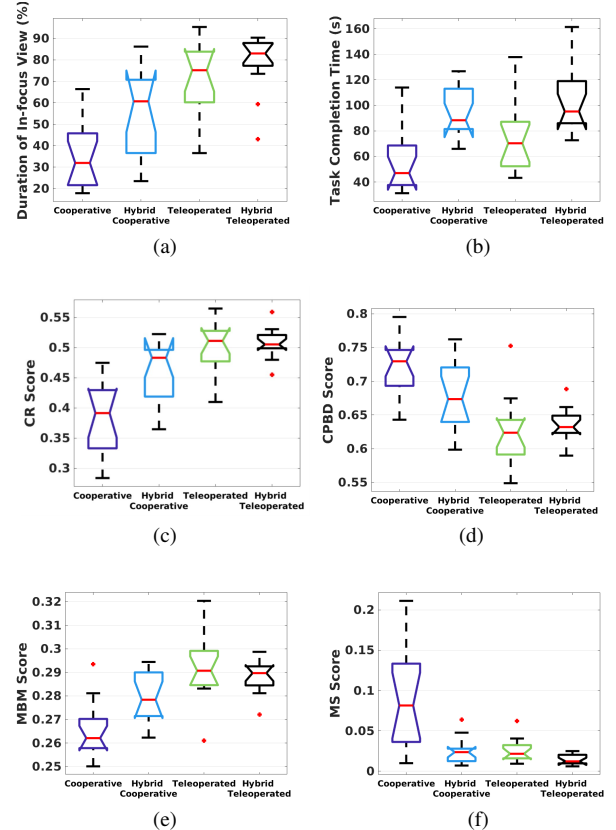 Duration of In-focus View (%)
90
80
70
60
50
40
30
20
Cooperative
Hybrid
Cooperative
Teleoperated
Hybrid
Teleoperated
(a)
Task Completion Time (s)
160
140
120
100
80
60
40
Cooperative
Hybrid
Cooperative
Teleoperated
Hybrid
Teleoperated
(b)
CR Score
0.55
0.5
0.45
0.4
0.35
0.3
Cooperative
Hybrid
Cooperative
Teleoperated
Hybrid
Teleoperated
(c)
CPBD Score
0.8
0.75
0.7
0.65
0.6
0.55
Cooperative
Hybrid
Cooperative
Teleoperated
Hybrid
Teleoperated
(d)
MBM Score
0.32
0.31
0.3
0.29
0.28
0.27
0.26
0.25
Cooperative
Hybrid
Cooperative
Teleoperated
Hybrid
Teleoperated
(e)
MS Score
0.2
0.15
0.1
0.05
0
Cooperative
Hybrid
Cooperative
Teleoperated
Hybrid
Teleoperated
(f)